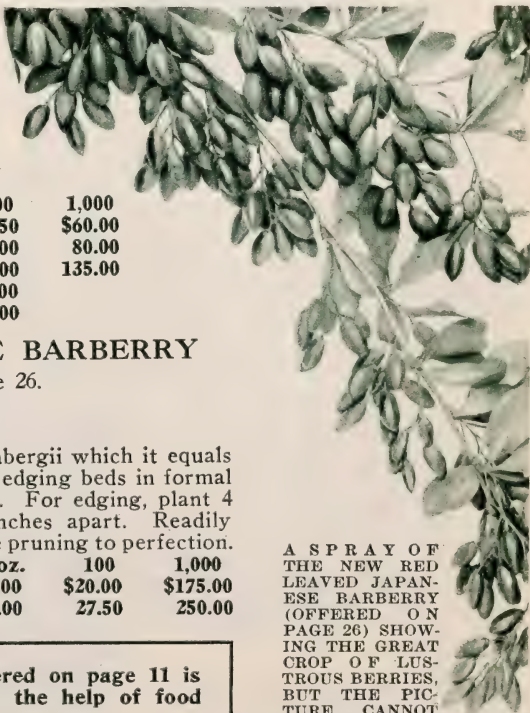 00 1,000
50 $60.00
00 80.00
00 135.00
00
00
E BARBERRY
e 26.
nbergii which it equals
edging beds in formal
. For edging, plant 4
nches apart. Readily
e pruning to perfection.
oz. 100 1,000
00 $20.00 $175.00
.00 27.50 250.00
ered on page 11 is
the help of food
A SPRAY OF
THE NEW RED
LEAVED JAPAN-
ESE BARBERRY
(OFFERED ON
PAGE 26) SHOW-
ING THE GREAT
CROP OF LUS-
TROUS BERRIES,
BUT THE PIC-
TURE CANNOT